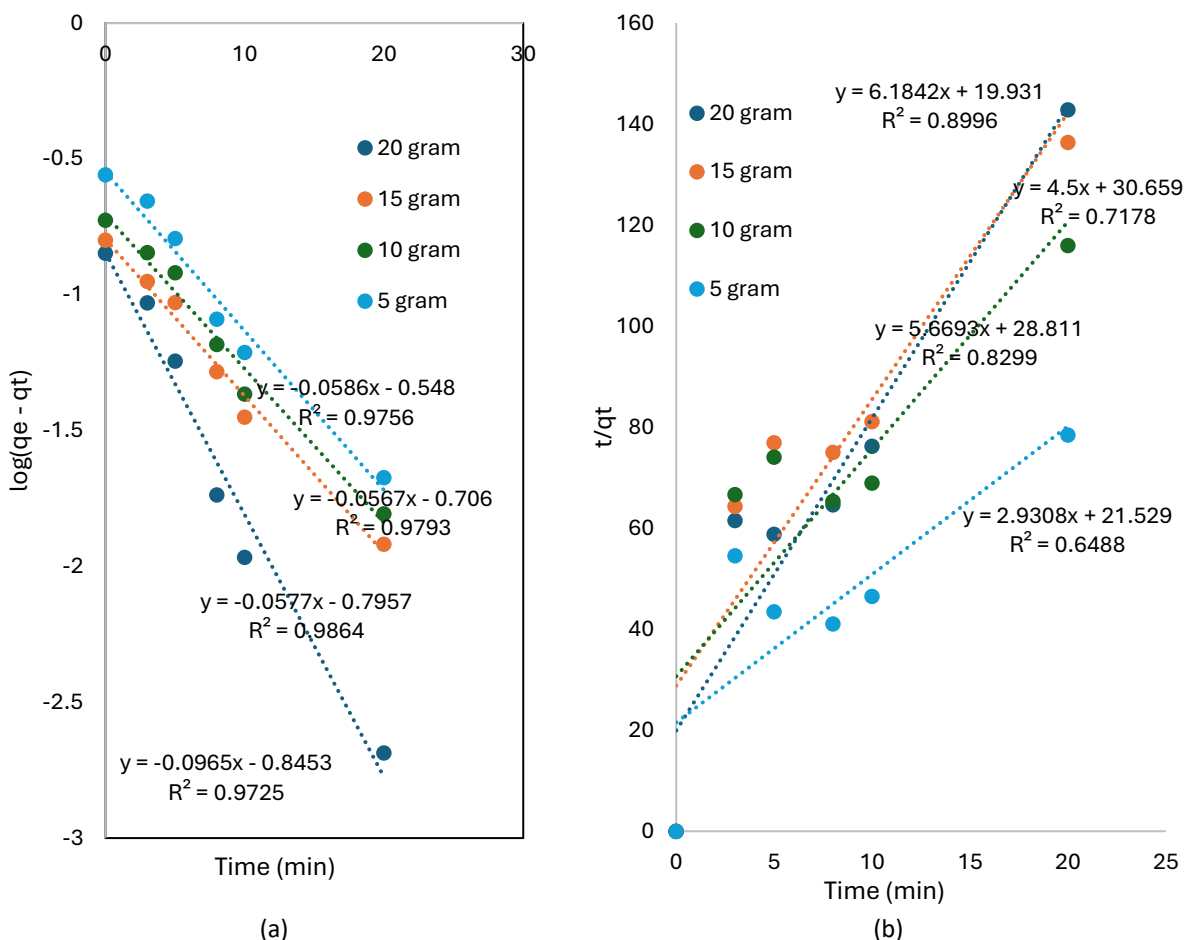 0
0
10
20
30
-0.5
-1
-1.5
-2
-2.5
-3
log(qe - qt)
Time (min)
20 gram
15 gram
10 gram
5 gram
y = -0.0586x - 0.548
R² = 0.9756
y = -0.0567x - 0.706
R² = 0.9793
y = -0.0577x - 0.7957
R² = 0.9864
y = -0.0965x - 0.8453
R² = 0.9725
(a)
160
140
120
100
80
60
40
20
0
t/qt
0
5
10
15
20
25
Time (min)
20 gram
15 gram
10 gram
5 gram
y = 6.1842x + 19.931
R² = 0.8996
y = 4.5x + 30.659
R² = 0.7178
y = 5.6693x + 28.811
R² = 0.8299
y = 2.9308x + 21.529
R² = 0.6488
(b)